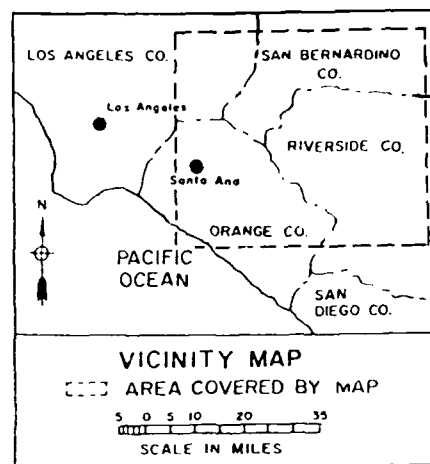 LOS ANGELES CO.
SAN BERNARDINO
CO.
Los Angeles
RIVERSIDE CO.
Santa Ana
N
ORANGE CO.
PACIFIC
OCEAN
SAN
DIEGO CO.
VICINITY MAP
AREA COVERED BY MAP
5 0 5 10 20 35
SCALE IN MILES